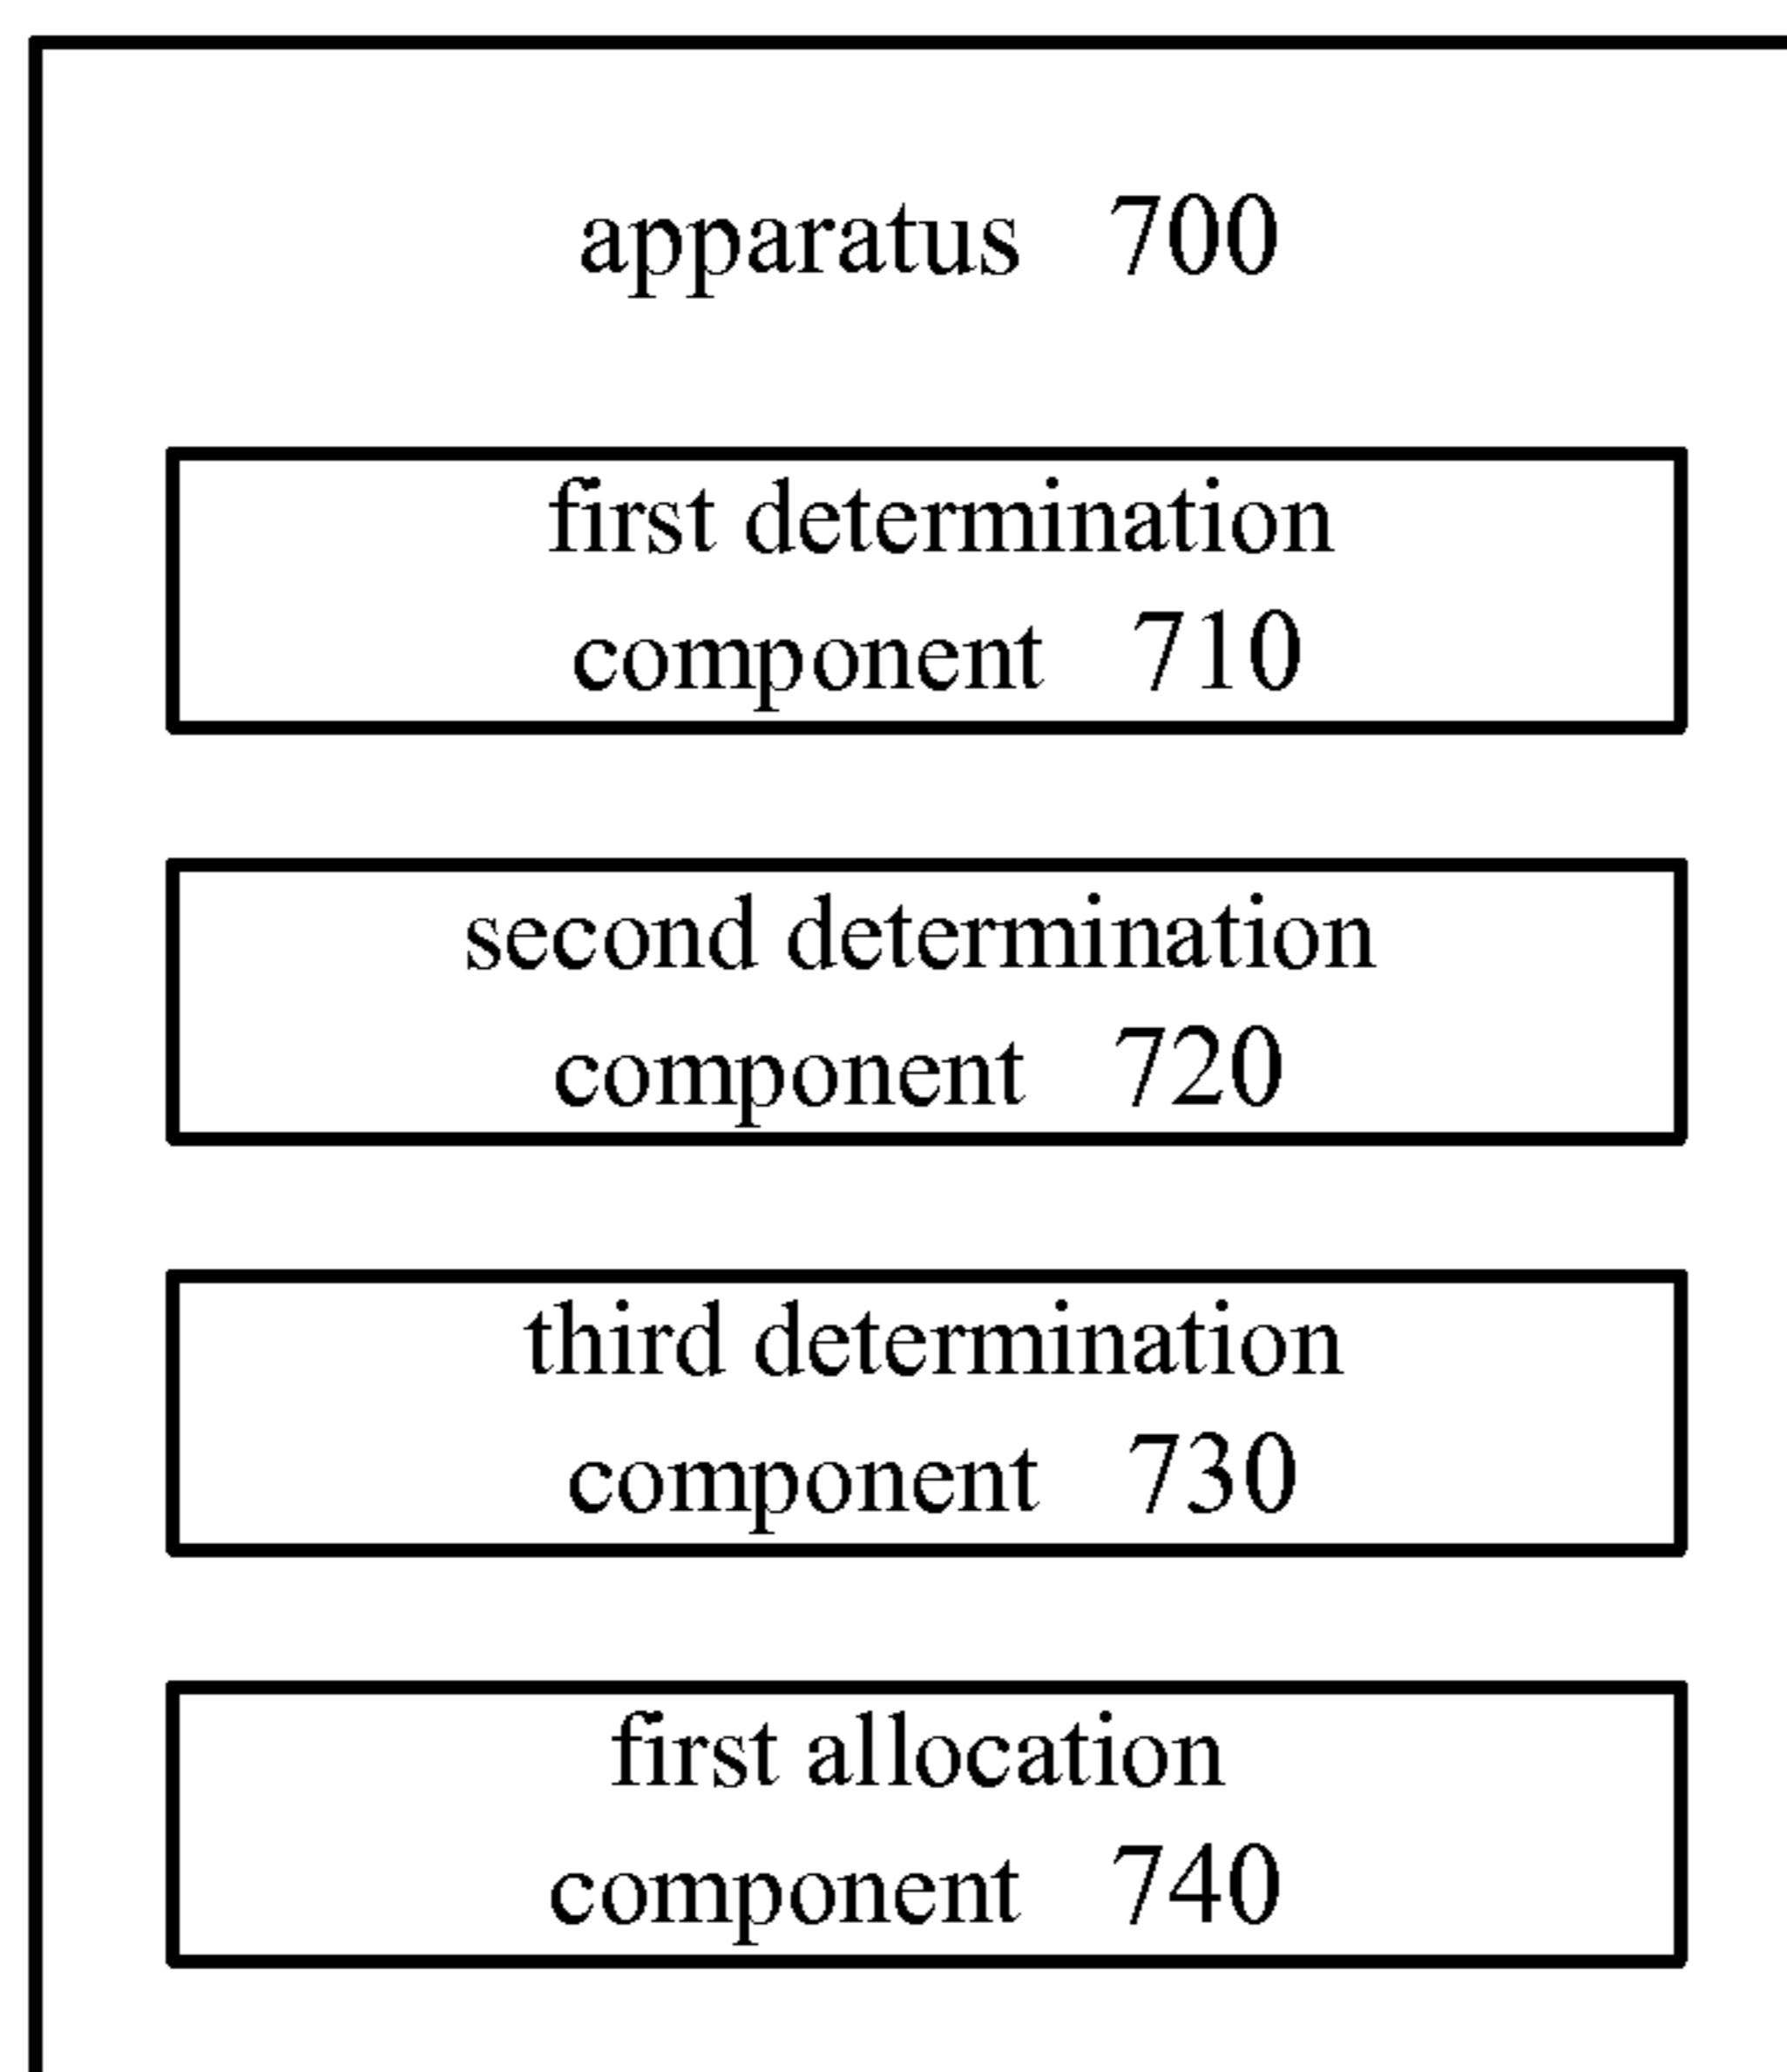 apparatus 700
first determination
component 710
second determination
component 720
third determination
component 730
first allocation
component 740